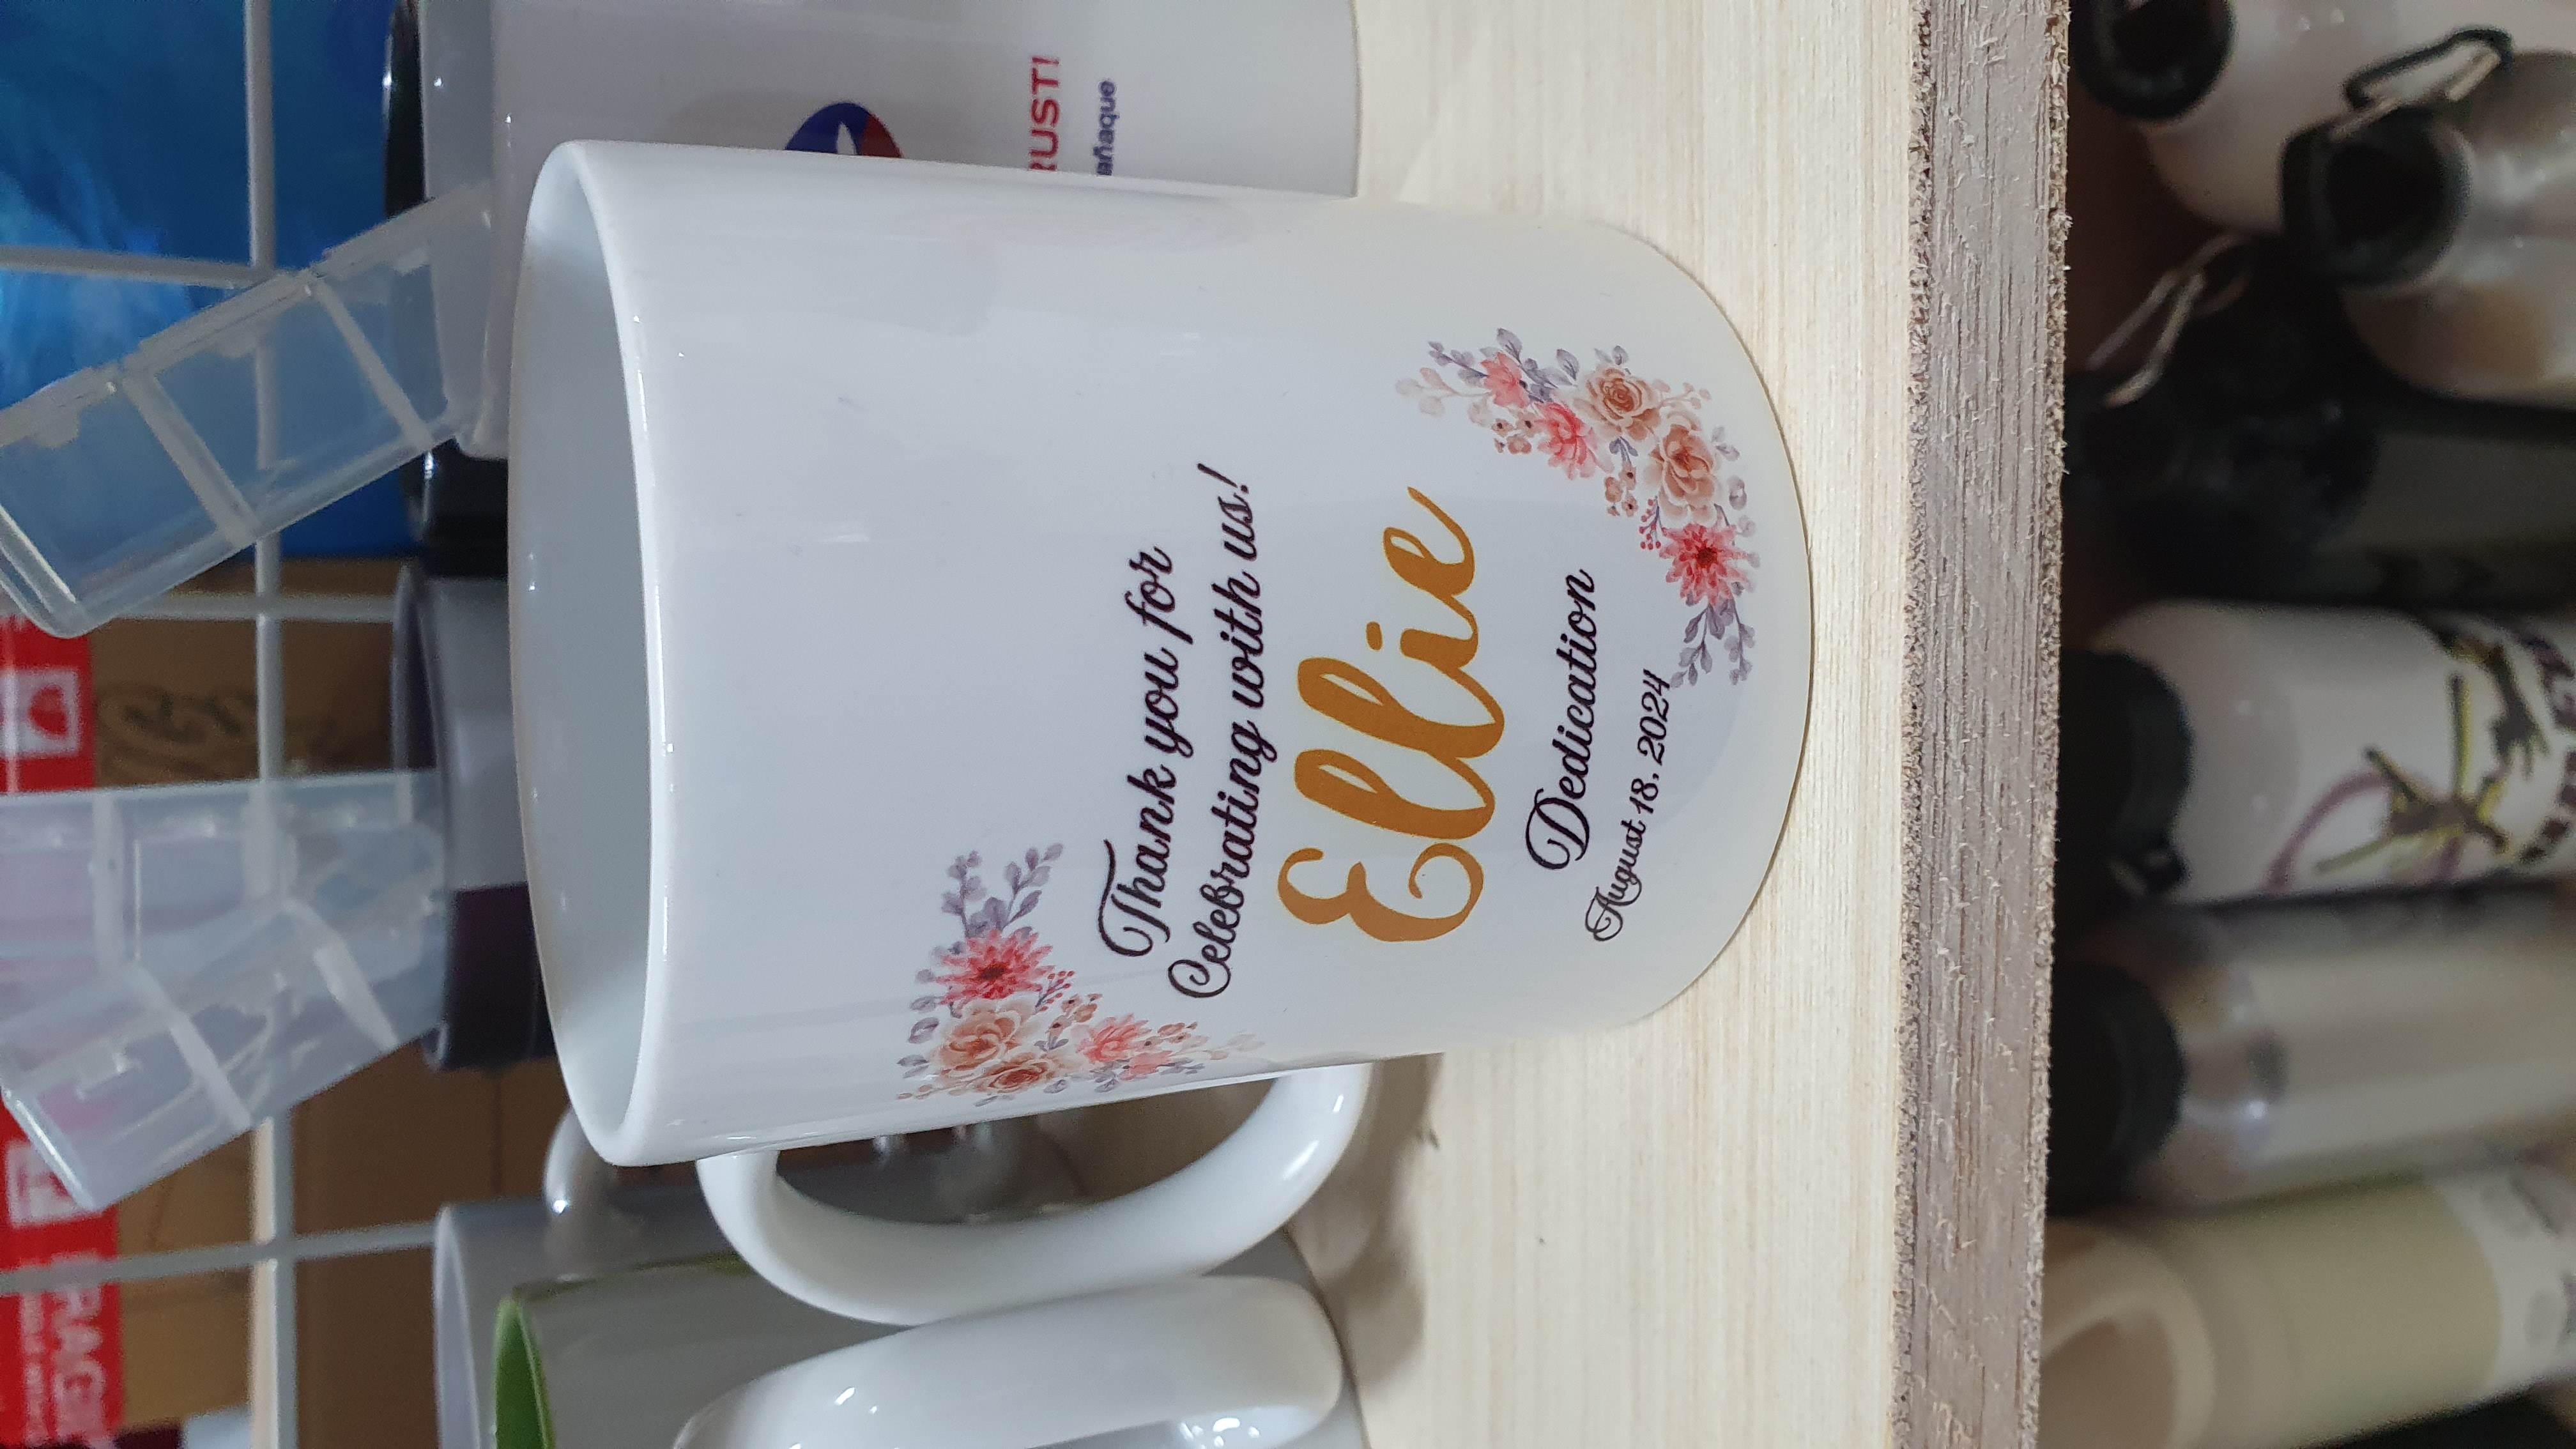 Thank you for
Celebrating with us!
Ellie
Dedication
August 18, 2024
RUST!
añaque